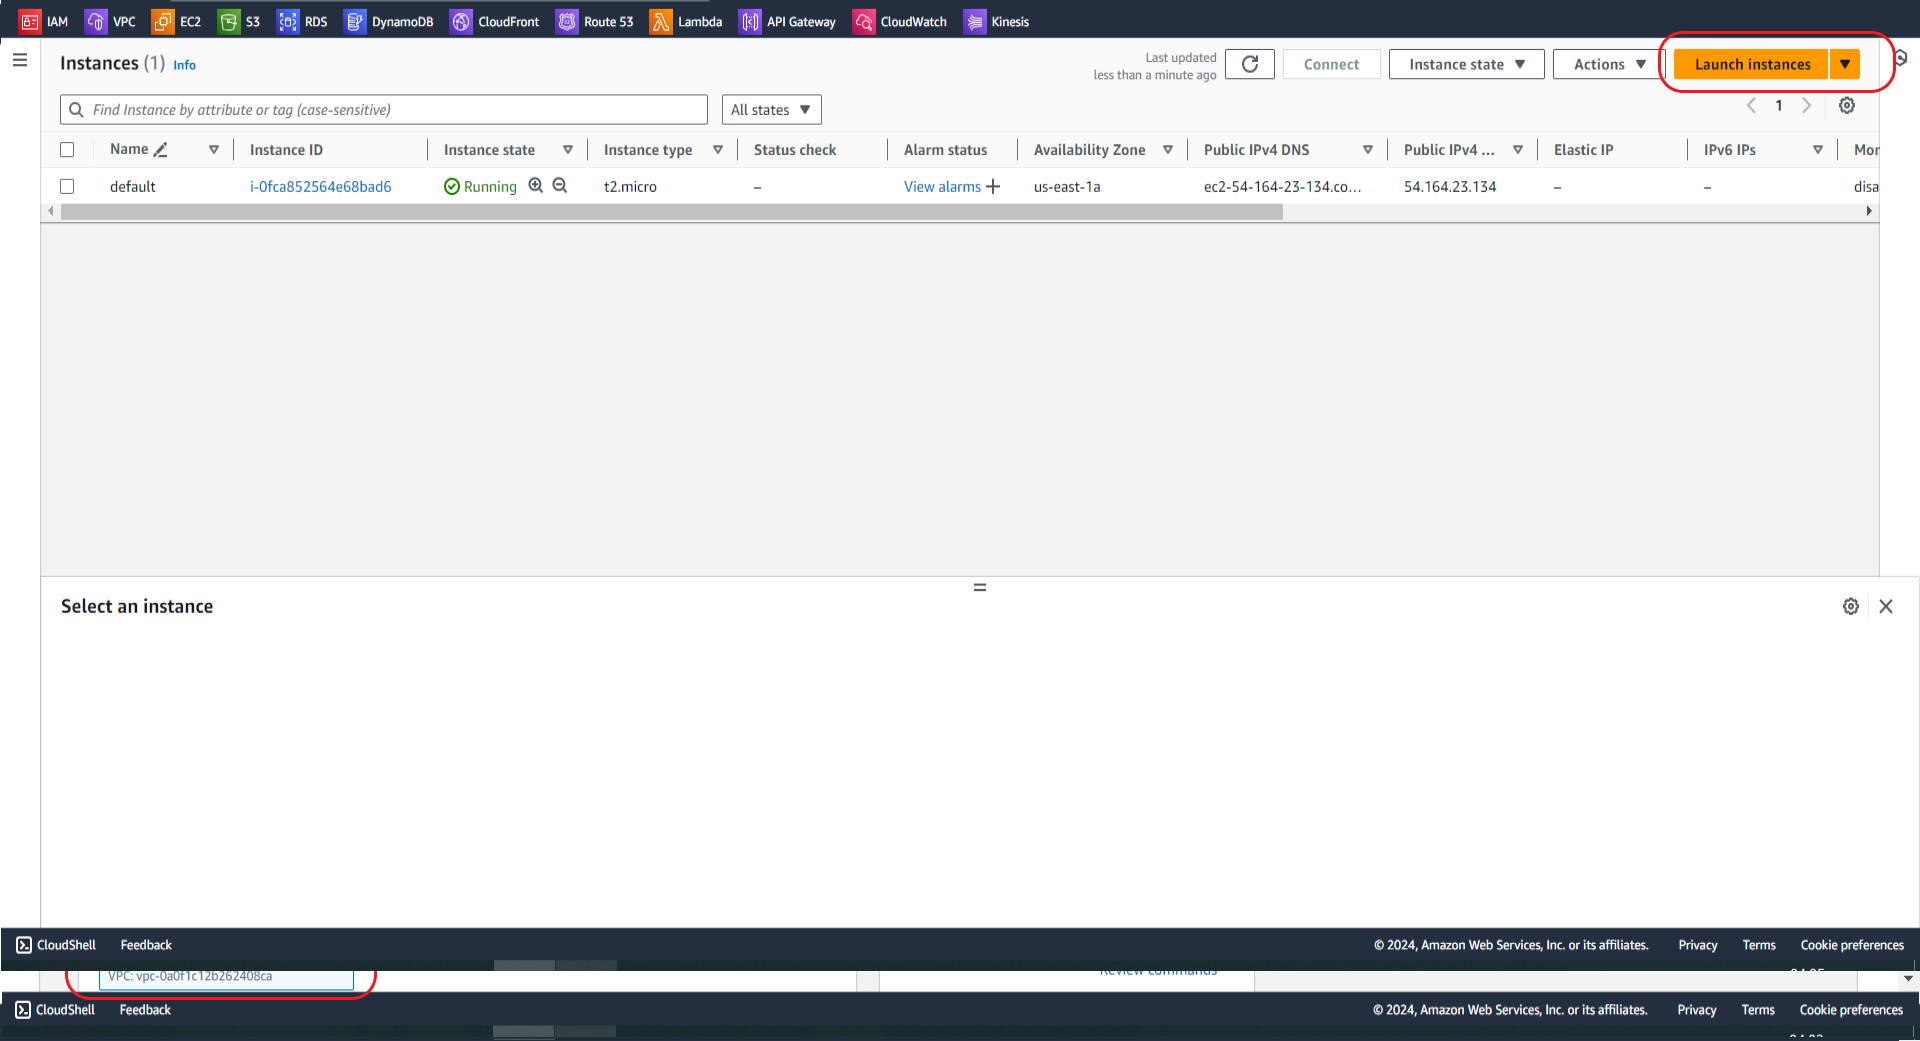 IAM VPC EC2 S3 RDS DynamoDB CloudFront Route 53 Lambda API Gateway CloudWatch Kinesis
Instances (1) Info
Last updated
less than a minute ago
Connect Instance state Actions Launch instances
Find Instance by attribute or tag (case-sensitive)
All states
1
Name Instance ID Instance state Instance type Status check Alarm status Availability Zone Public IPv4 DNS Public IPv4 ... Elastic IP IPv6 IPs Mor
default i-0fca852564e68bad6 Running t2.micro – View alarms + us-east-1a ec2-54-164-23-134.co... 54.164.23.134 – – disa
Select an instance
CloudShell Feedback © 2024, Amazon Web Services, Inc. or its affiliates. Privacy Terms Cookie preferences
VPC: vpc-0a0f1c12b262408ca
Review commands
CloudShell Feedback © 2024, Amazon Web Services, Inc. or its affiliates. Privacy Terms Cookie preferences